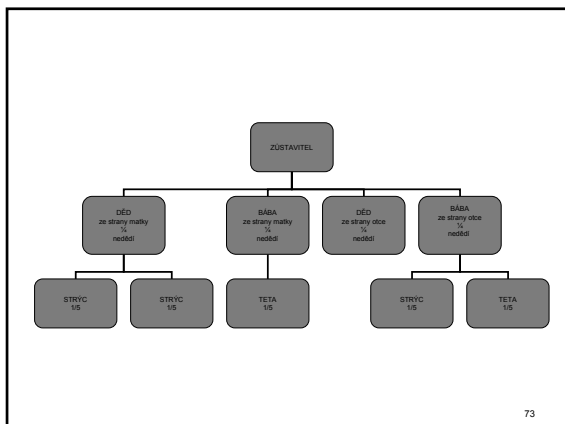 ZŮSTAVITEL
DĚD
ze strany matky
¼
nedědí
BÁBA
ze strany matky
¼
nedědí
DĚD
ze strany otce
¼
nedědí
BÁBA
ze strany otce
¼
nedědí
STRÝC
1/5
STRÝC
1/5
TETA
1/5
STRÝC
1/5
TETA
1/5
73